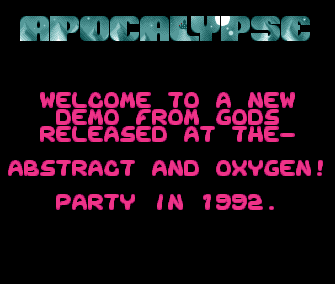 APOCALYPSE
WELCOME TO A NEW
DEMO FROM GODS
RELEASED AT THE-
ABSTRACT AND OXYGEN!
PARTY IN 1992.